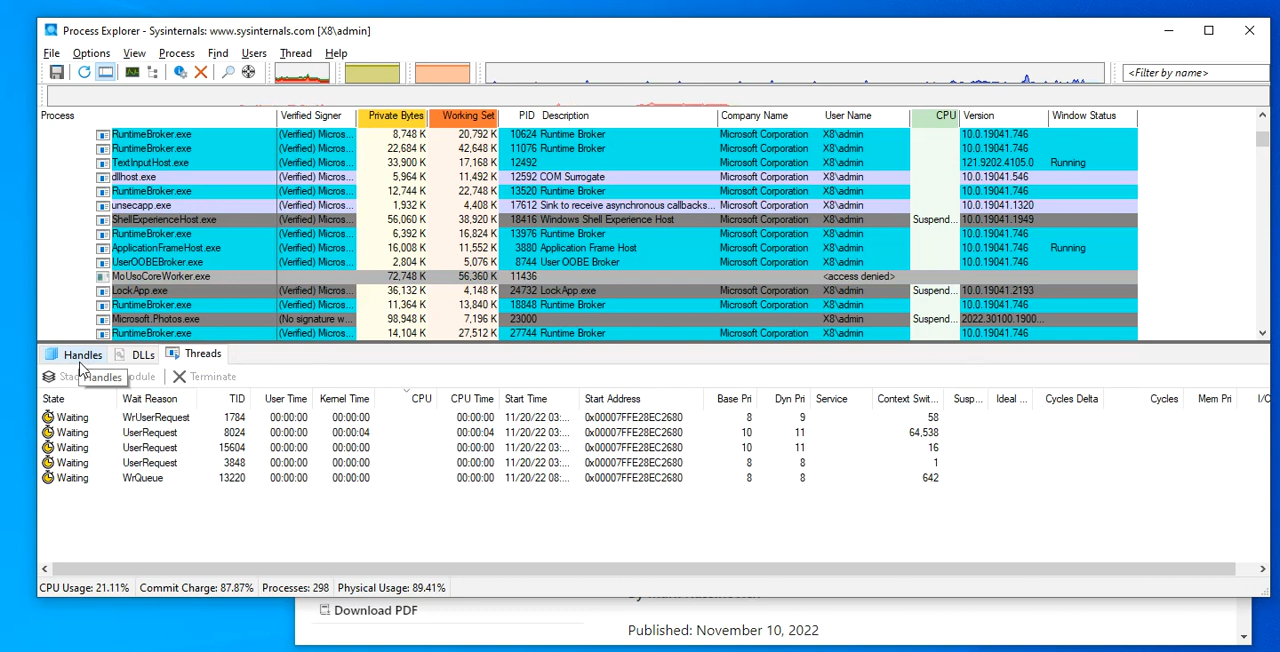 Process Explorer - Sysinternals: www.sysinternals.com [X8\admin]
File Options View Process Find Users Thread Help
<Filter by name>
Process Verified Signer Private Bytes Working Set PID Description Company Name User Name CPU Version Window Status
RuntimeBroker.exe (Verified) Micros... 8,748 K 20,792 K 10624 Runtime Broker Microsoft Corporation X8\admin 10.0.19041.746
RuntimeBroker.exe (Verified) Micros... 22,684 K 42,648 K 11076 Runtime Broker Microsoft Corporation X8\admin 10.0.19041.746
TextInputHost.exe (Verified) Micros... 33,900 K 17,168 K 12492 Microsoft Corporation X8\admin 121.9202.4105.0 Running
dllhost.exe (Verified) Micros... 5,964 K 11,492 K 12592 COM Surrogate Microsoft Corporation X8\admin 10.0.19041.546
RuntimeBroker.exe (Verified) Micros... 12,744 K 22,748 K 13520 Runtime Broker Microsoft Corporation X8\admin 10.0.19041.746
unsecapp.exe (Verified) Micros... 1,932 K 4,408 K 17612 Sink to receive asynchronous callbacks... Microsoft Corporation X8\admin 10.0.19041.1320
ShellExperienceHost.exe (Verified) Micros... 56,060 K 38,920 K 18416 Windows Shell Experience Host Microsoft Corporation X8\admin Suspend... 10.0.19041.1949
RuntimeBroker.exe (Verified) Micros... 6,392 K 16,824 K 13976 Runtime Broker Microsoft Corporation X8\admin 10.0.19041.746
ApplicationFrameHost.exe (Verified) Micros... 16,008 K 11,552 K 3880 Application Frame Host Microsoft Corporation X8\admin 10.0.19041.746 Running
UserOOBEBroker.exe (Verified) Micros... 2,804 K 5,076 K 8744 User OOBE Broker Microsoft Corporation X8\admin 10.0.19041.746
MoUsoCoreWorker.exe 72,748 K 56,360 K 11436 <access denied>
LockApp.exe (Verified) Micros... 36,132 K 4,148 K 24732 LockApp.exe Microsoft Corporation X8\admin Suspend... 10.0.19041.2193
RuntimeBroker.exe (Verified) Micros... 11,364 K 13,840 K 18848 Runtime Broker Microsoft Corporation X8\admin 10.0.19041.746
Microsoft.Photos.exe (No signature w... 98,948 K 7,196 K 23000 X8\admin Suspend... 2022.30100.1900...
RuntimeBroker.exe (Verified) Micros... 14,104 K 27,512 K 27744 Runtime Broker Microsoft Corporation X8\admin 10.0.19041.746
Handles DLLs Threads
Handles Terminate
State Wait Reason TID User Time Kernel Time CPU CPU Time Start Time Start Address Base Pri Dyn Pri Service Context Swit... Susp... Ideal ... Cycles Delta Cycles Mem Pri I/O
Waiting WrUserRequest 1784 00:00:00 00:00:00 00:00:00 11/20/22 03:... 0x00007FFE28EC2680 8 9 58
Waiting UserRequest 8024 00:00:00 00:00:04 00:00:04 11/20/22 03:... 0x00007FFE28EC2680 10 11 64,538
Waiting UserRequest 15604 00:00:00 00:00:00 00:00:00 11/20/22 03:... 0x00007FFE28EC2680 10 11 16
Waiting UserRequest 3848 00:00:00 00:00:00 00:00:00 11/20/22 03:... 0x00007FFE28EC2680 8 8 1
Waiting WrQueue 13220 00:00:00 00:00:00 00:00:00 11/20/22 08:... 0x00007FFE28EC2680 8 8 642
CPU Usage: 21.11% Commit Charge: 87.87% Processes: 298 Physical Usage: 89.41%
Download PDF
Published: November 10, 2022